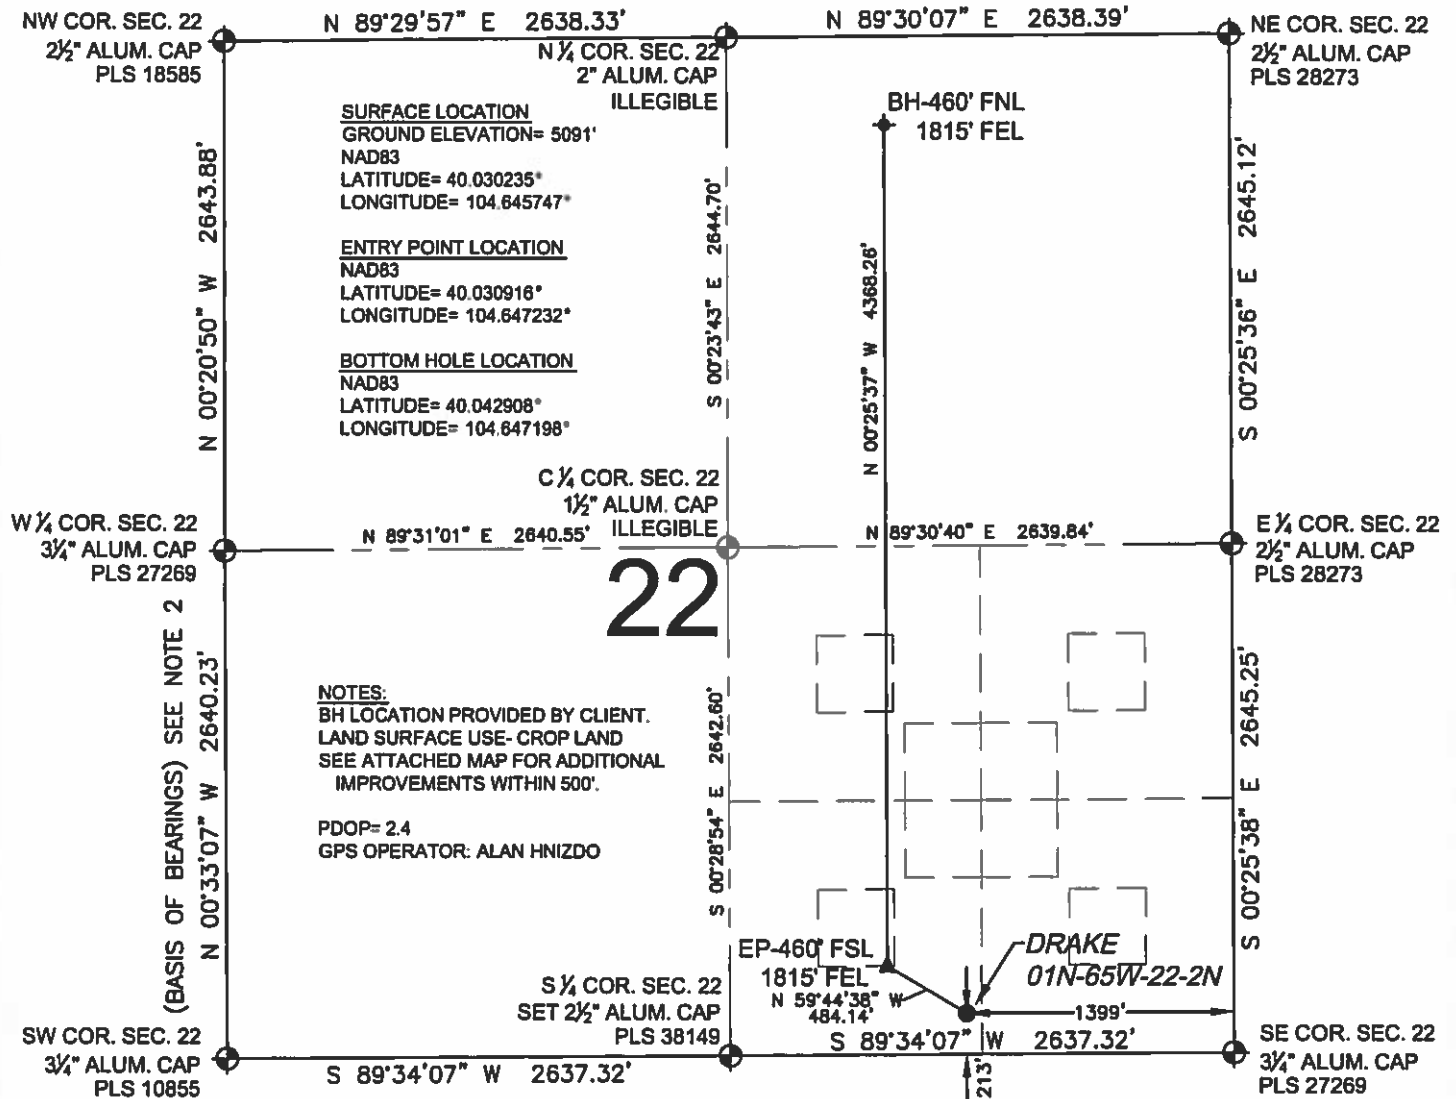 NW COR. SEC. 22
2½" ALUM. CAP
PLS 18585
N 89°29'57" E 2638.33'
N ¼ COR. SEC. 22
2" ALUM. CAP
ILLEGIBLE
N 89°30'07" E 2638.39'
NE COR. SEC. 22
2½" ALUM. CAP
PLS 28273
SURFACE LOCATION
GROUND ELEVATION= 5091'
NAD83
LATITUDE= 40.030235°
LONGITUDE= 104.645747°
ENTRY POINT LOCATION
NAD83
LATITUDE= 40.030916°
LONGITUDE= 104.647232°
BOTTOM HOLE LOCATION
NAD83
LATITUDE= 40.042908°
LONGITUDE= 104.647198°
BH-460' FNL
1815' FEL
N 00°20'50" W 2643.88'
S 00°23'43" E 2644.70'
N 00°25'37" W 4368.26'
S 00°25'36" E 2645.12'
C ¼ COR. SEC. 22
1½" ALUM. CAP
ILLEGIBLE
W ¼ COR. SEC. 22
3¼" ALUM. CAP
PLS 27269
N 89°31'01" E 2640.55'
N 89°30'40" E 2639.84'
E ¼ COR. SEC. 22
2½" ALUM. CAP
PLS 28273
22
(BASIS OF BEARINGS) SEE NOTE 2
N 00°33'07" W 2640.23'
NOTES:
BH LOCATION PROVIDED BY CLIENT.
LAND SURFACE USE- CROP LAND
SEE ATTACHED MAP FOR ADDITIONAL
IMPROVEMENTS WITHIN 500'.
PDOP= 2.4
GPS OPERATOR: ALAN HNIZDO
S 00°28'54" E 2642.60'
S 00°25'38" E 2645.25'
EP-460' FSL
1815' FEL
N 59°44'38" W
484.14'
DRAKE
01N-65W-22-2N
1399'
S ¼ COR. SEC. 22
SET 2½" ALUM. CAP
PLS 38149
SW COR. SEC. 22
3¼" ALUM. CAP
PLS 10855
S 89°34'07" W 2637.32'
S 89°34'07" W 2637.32'
213'
SE COR. SEC. 22
3¼" ALUM. CAP
PLS 27269